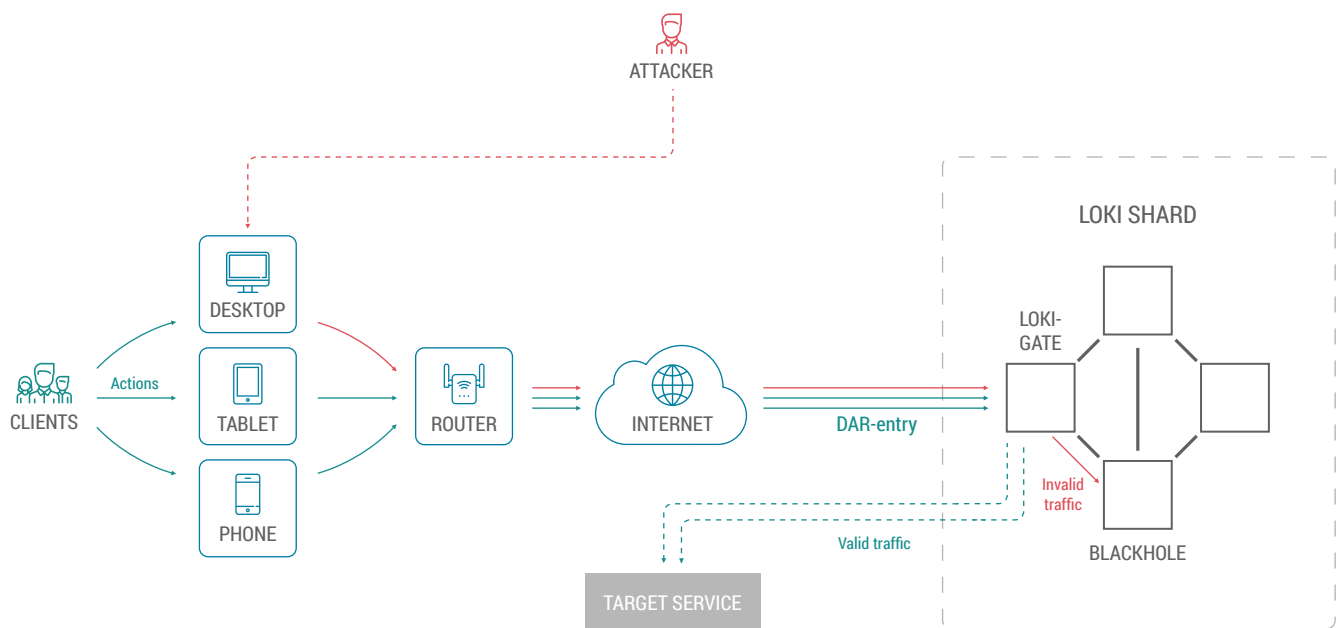 ATTACKER
LOKI SHARD
DESKTOP
LOKI-
GATE
Actions
CLIENTS
TABLET
ROUTER
INTERNET
DAR-entry
Invalid
traffic
PHONE
Valid traffic
BLACKHOLE
TARGET SERVICE